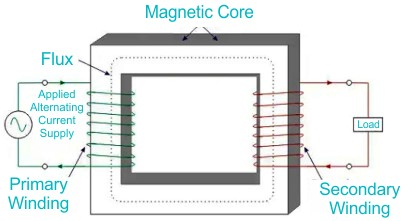 Magnetic Core
Flux
Applied
Alternating
Current
Supply
Load
Primary
Winding
Secondary
Winding